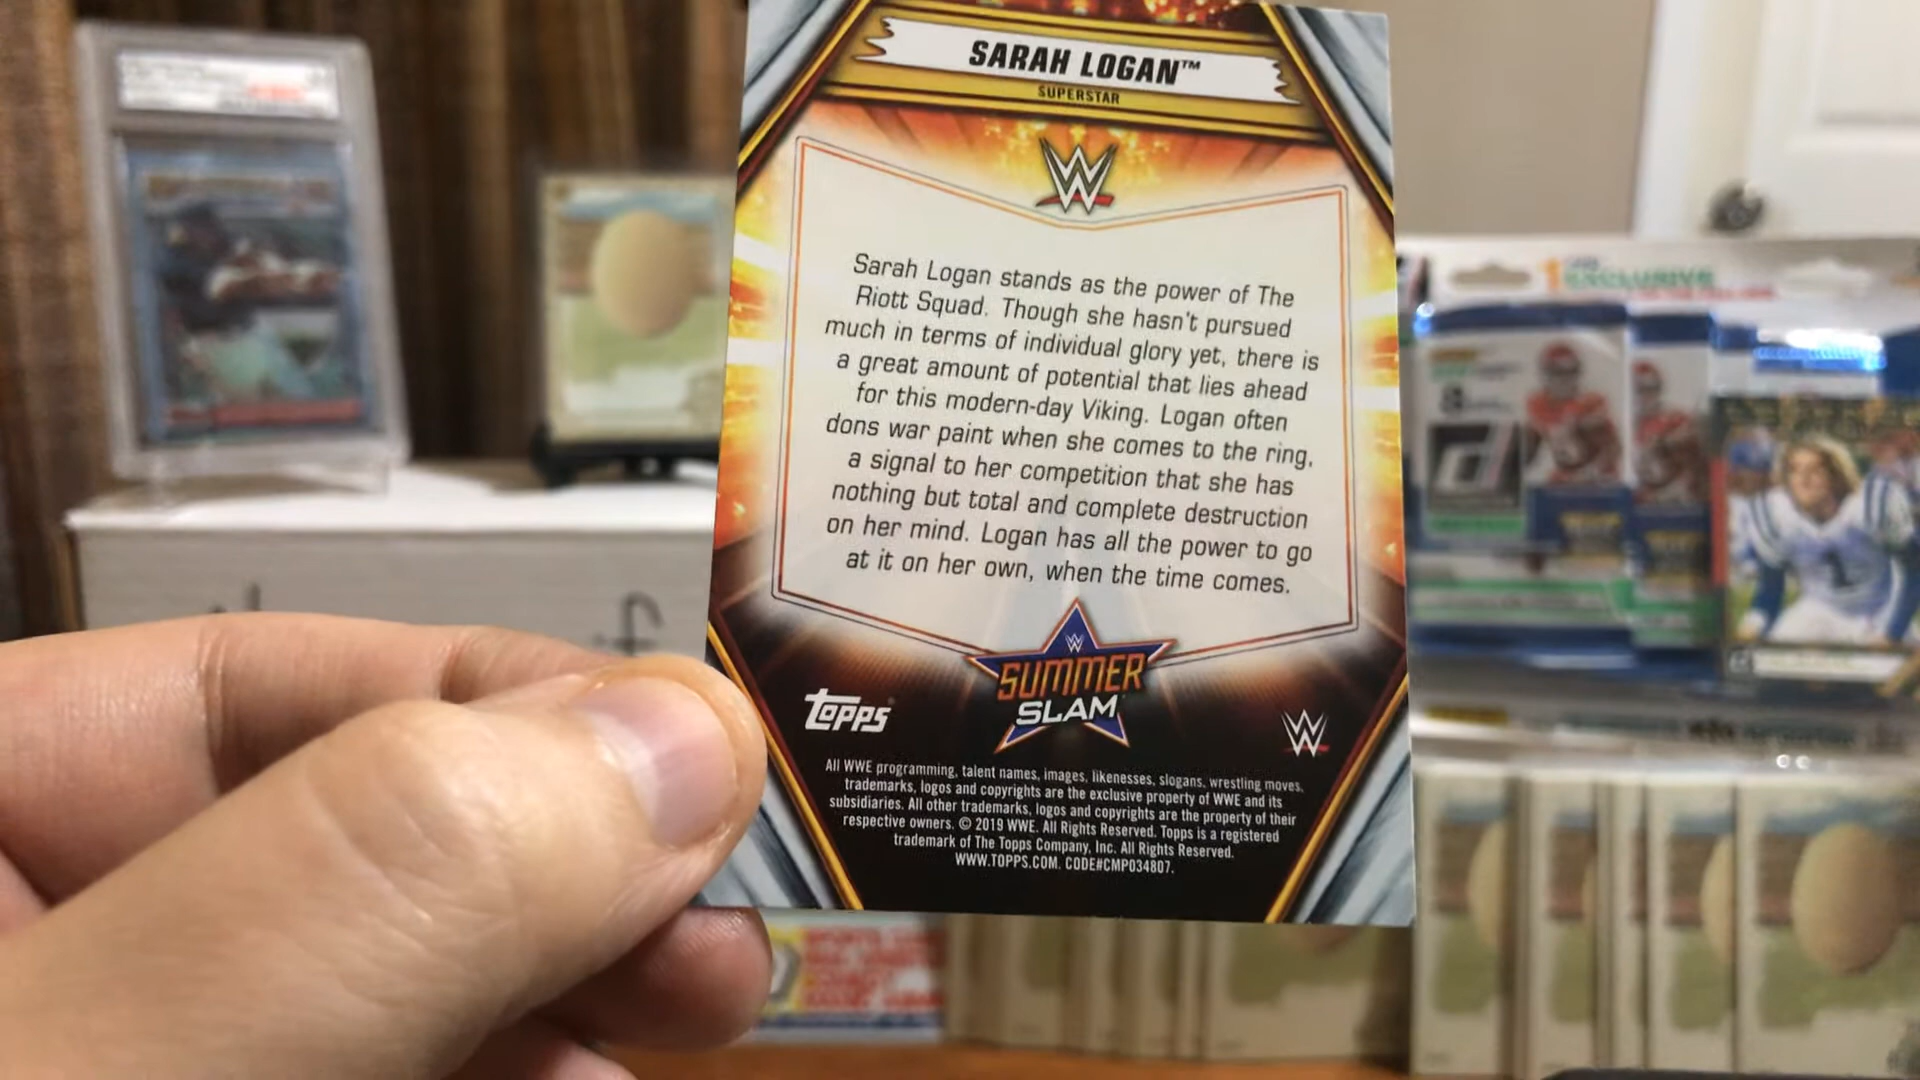 SARAH LOGAN™
SUPERSTAR
W
Sarah Logan stands as the power of The
Riott Squad. Though she hasn't pursued
much in terms of individual glory yet, there is
a great amount of potential that lies ahead
for this modern-day Viking. Logan often
dons war paint when she comes to the ring,
a signal to her competition that she has
nothing but total and complete destruction
on her mind. Logan has all the power to go
at it on her own, when the time comes.
W
SUMMER
SLAM
TOPPS
W
All WWE programming, talent names, images, likenesses, slogans, wrestling moves,
trademarks, logos and copyrights are the exclusive property of WWE and its
subsidiaries. All other trademarks, logos and copyrights are the property of their
respective owners. © 2019 WWE. All Rights Reserved. Topps is a registered
trademark of The Topps Company, Inc. All Rights Reserved.
WWW.TOPPS.COM. CODE#CMP034807.
1 EXCLUSIVE
8
1